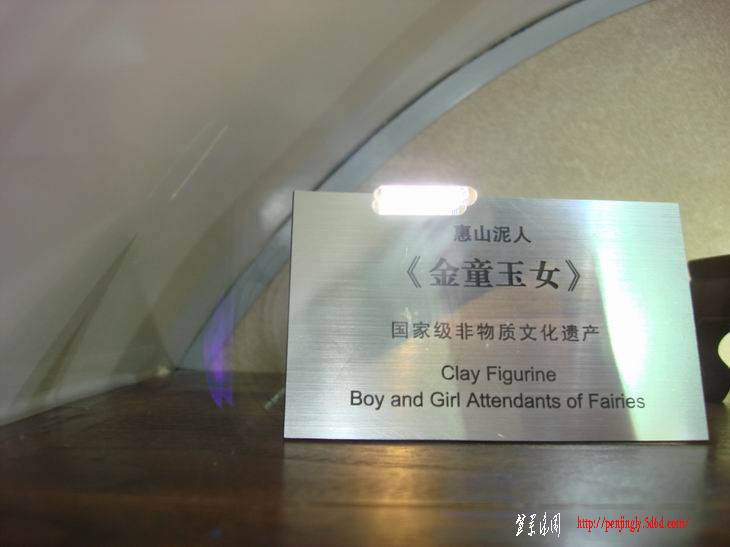 惠山泥人
《金童玉女》
国家级非物质文化遗产
Clay Figurine
Boy and Girl Attendants of Fairies
http://penjingly.5d6d.com/